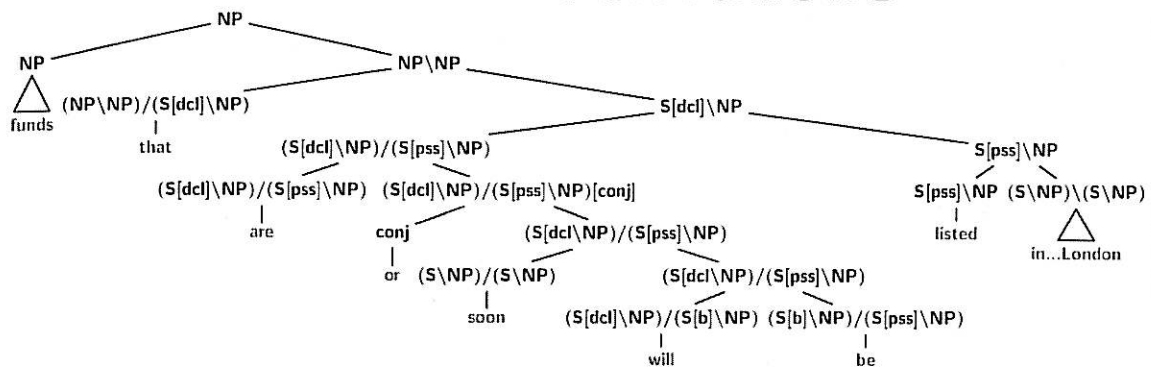 NP
NP NP\NP
(NP\NP)/(S[dcl]\NP) S[dcl]\NP
funds
that (S[dcl]\NP)/(S[pss]\NP) S[pss]\NP
(S[dcl]\NP)/(S[pss]\NP) (S[dcl]\NP)/(S[pss]\NP)[conj] S[pss]\NP (S\NP)\(S\NP)
are conj (S[dcl\NP)/(S[pss]\NP) listed
in...London
or (S\NP)/(S\NP) (S[dcl\NP)/(S[pss]\NP)
soon (S[dcl]\NP)/(S[b]\NP) (S[b]\NP)/(S[pss]\NP)
will be